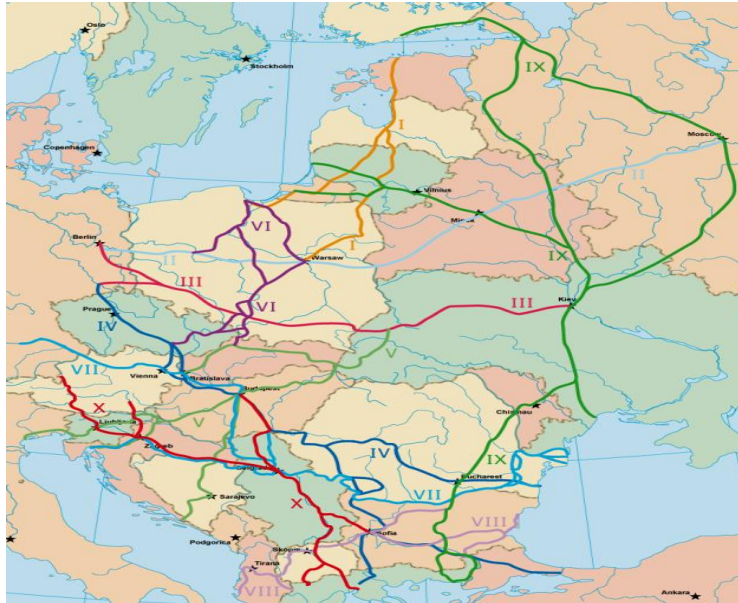 Oslo
Stockholm
IX
Moscow
I
Copenhagen
II
Vilnius
Minsk
VI
Berlin
I
IX
II
Warsaw
III
Kiev
III
VI
Prague
IV
V
VII
Vienna
Bratislava
Budapest
X
Chisinau
Ljubljana
V
Zagreb
IV
IX
Belgrade
Bucharest
VII
Sarajevo
X
VIII
Sofia
Podgorica
Skopje
Tirana
VIII
Ankara